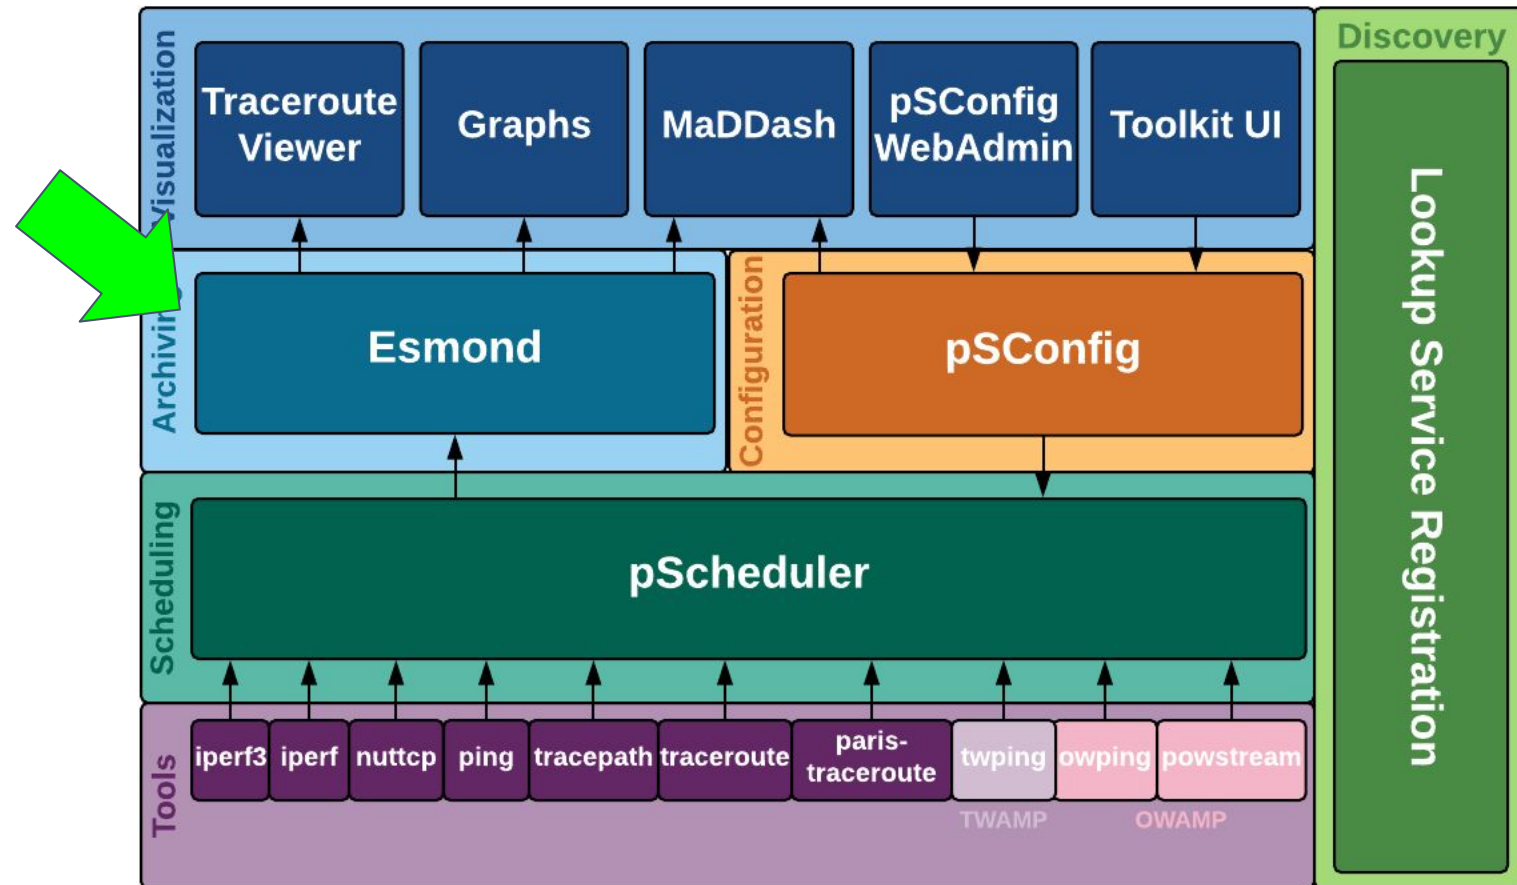 Visualization
Traceroute
Viewer
Graphs
MaDDash
pSConfig
WebAdmin
Toolkit UI
Archiving
Esmond
Configuration
pSConfig
Scheduling
pScheduler
Tools
iperf3
iperf
nuttcp
ping
tracepath
traceroute
paris-
traceroute
twping
owping
powstream
TWAMP
OWAMP
Discovery
Lookup Service Registration